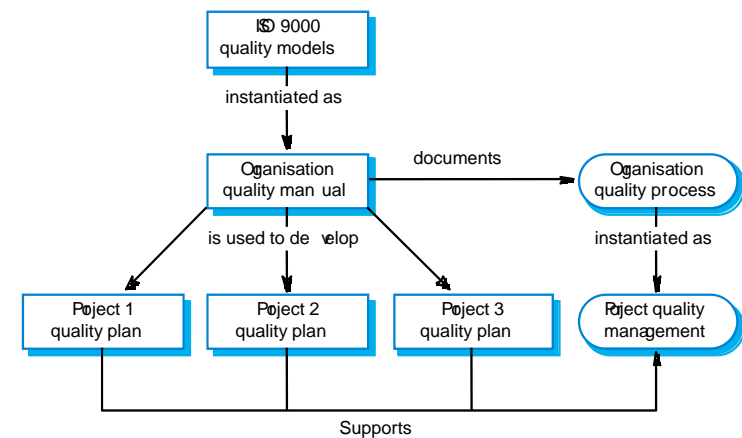 ISO 9000
quality models
instantiated as
Organisation
quality manual
documents
Organisation
quality process
is used to develop
instantiated as
Project 1
quality plan
Project 2
quality plan
Project 3
quality plan
Project quality
management
Supports